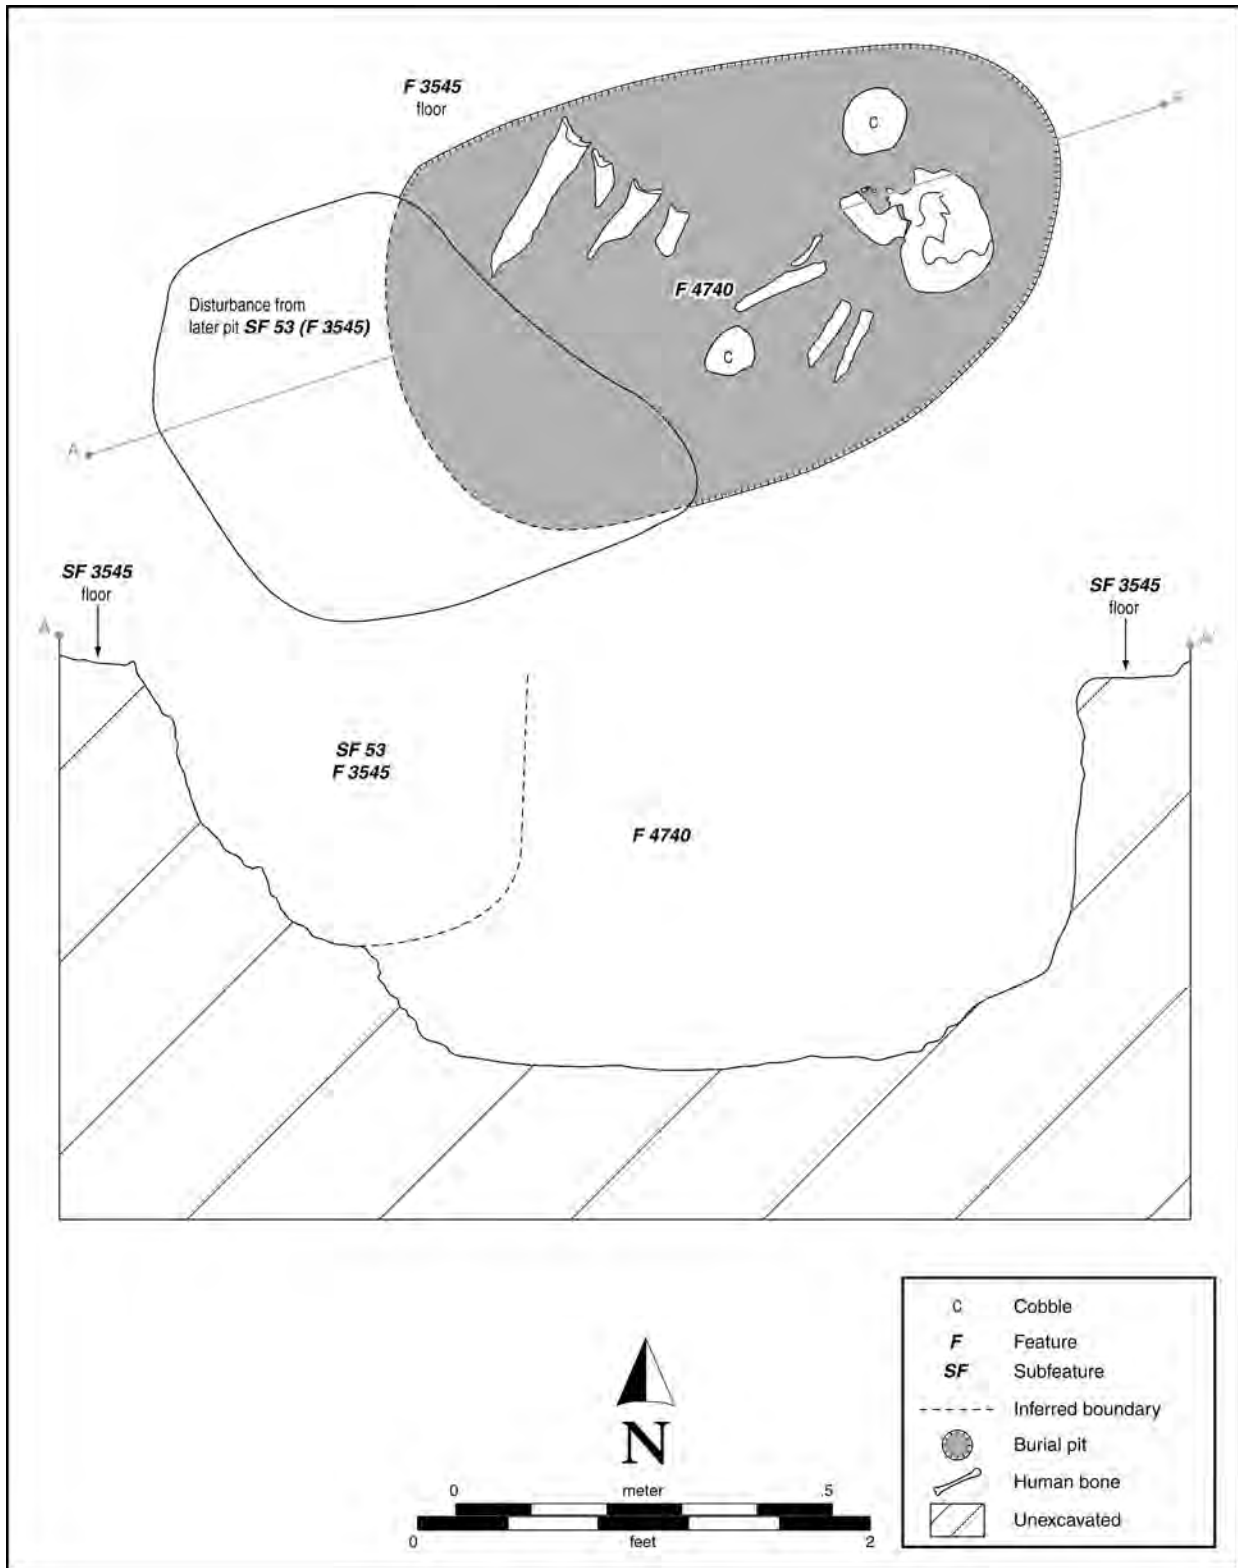 F 3545
floor
C
Disturbance from
later pit SF 53 (F 3545)
F 4740
C
A
SF 3545
floor
SF 3545
floor
A
A'
SF 53
F 3545
F 4740
C Cobble
F Feature
SF Subfeature
Inferred boundary
Burial pit
Human bone
Unexcavated
N
0 meter .5
0 feet 2